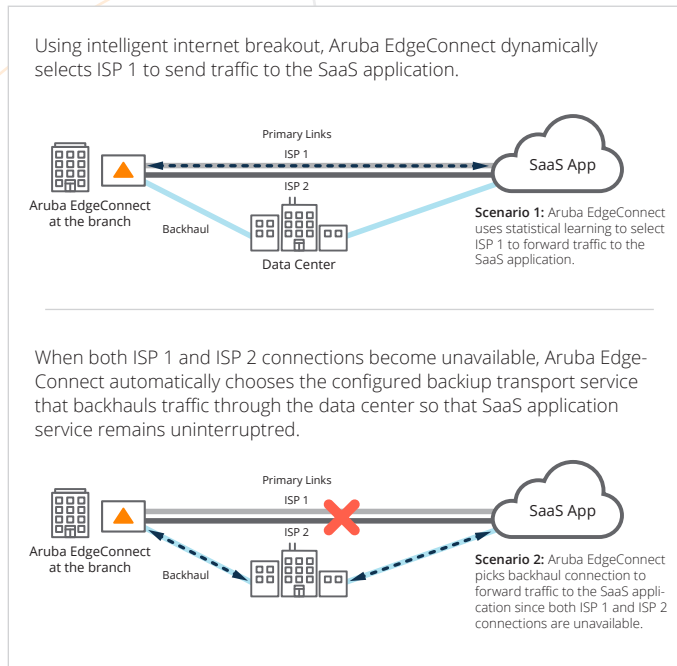 Using intelligent internet breakout, Aruba EdgeConnect dynamically
selects ISP 1 to send traffic to the SaaS application.
Primary Links
ISP 1
SaaS App
ISP 2
Aruba EdgeConnect
at the branch
Backhaul
Data Center
Scenario 1: Aruba EdgeConnect
uses statistical learning to select
ISP 1 to forward traffic to the
SaaS application.
When both ISP 1 and ISP 2 connections become unavailable, Aruba Edge-
Connect automatically chooses the configured backiup transport service
that backhauls traffic through the data center so that SaaS application
service remains uninterruptred.
Primary Links
ISP 1
SaaS App
ISP 2
Aruba EdgeConnect
at the branch
Backhaul
Scenario 2: Aruba EdgeConnect
picks backhaul connection to
forward traffic to the SaaS appli-
cation since both ISP 1 and ISP 2
connections are unavailable.